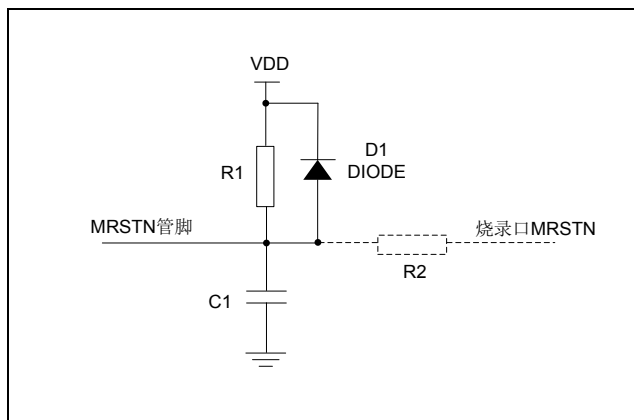 VDD
D1
DIODE
R1
MRSTN管脚
烧录口MRSTN
R2
C1